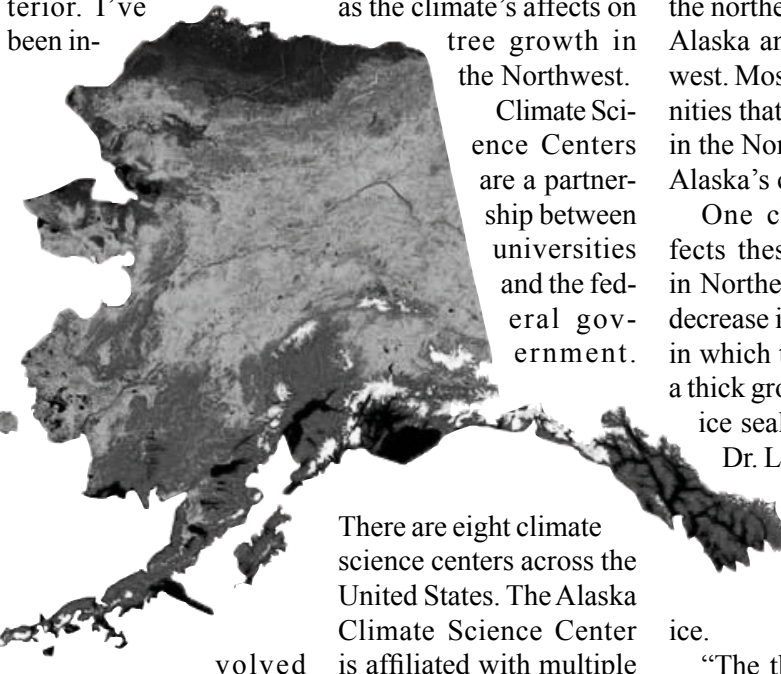 terior. I've
been in-
volved
as the climate's affects on
tree growth in
the Northwest.
Climate Sci-
ence Centers
are a partner-
ship between
universities
and the fed-
eral gov-
ernment.
There are eight climate
science centers across the
United States. The Alaska
Climate Science Center
is affiliated with multiple
the northe
Alaska an
west. Mos
nities that
in the Nor
Alaska's c
One c
fects thes
in Northe
decrease i
in which t
a thick gro
ice seal
Dr. L
ice.
"The th